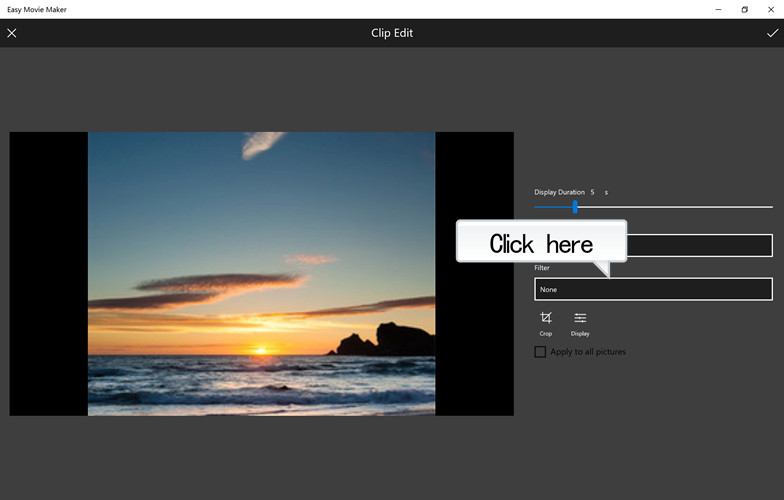 Easy Movie Maker
Clip Edit
Display Duration 5 s
Click here
Filter
None
Crop
Display
Apply to all pictures